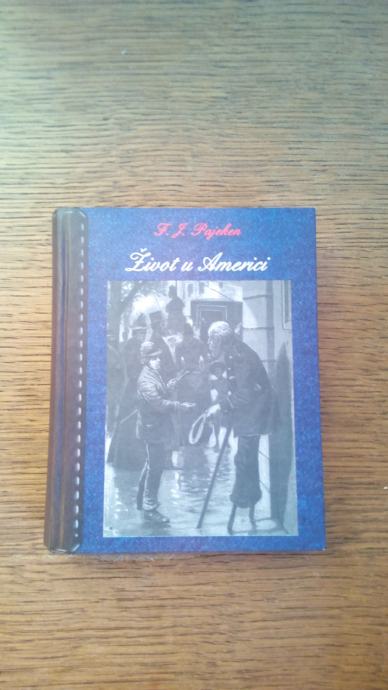 F. J. Pajeken
Život u Americi